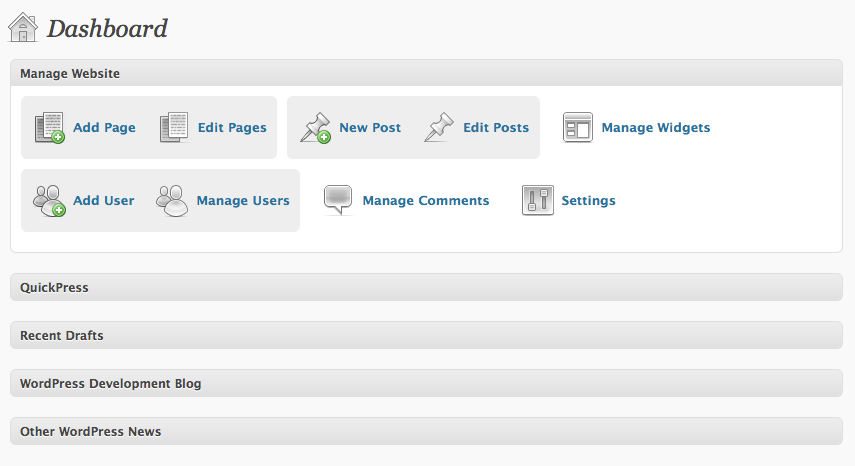 Dashboard
Manage Website
Add Page Edit Pages New Post Edit Posts Manage Widgets
Add User Manage Users Manage Comments Settings
QuickPress
Recent Drafts
WordPress Development Blog
Other WordPress News